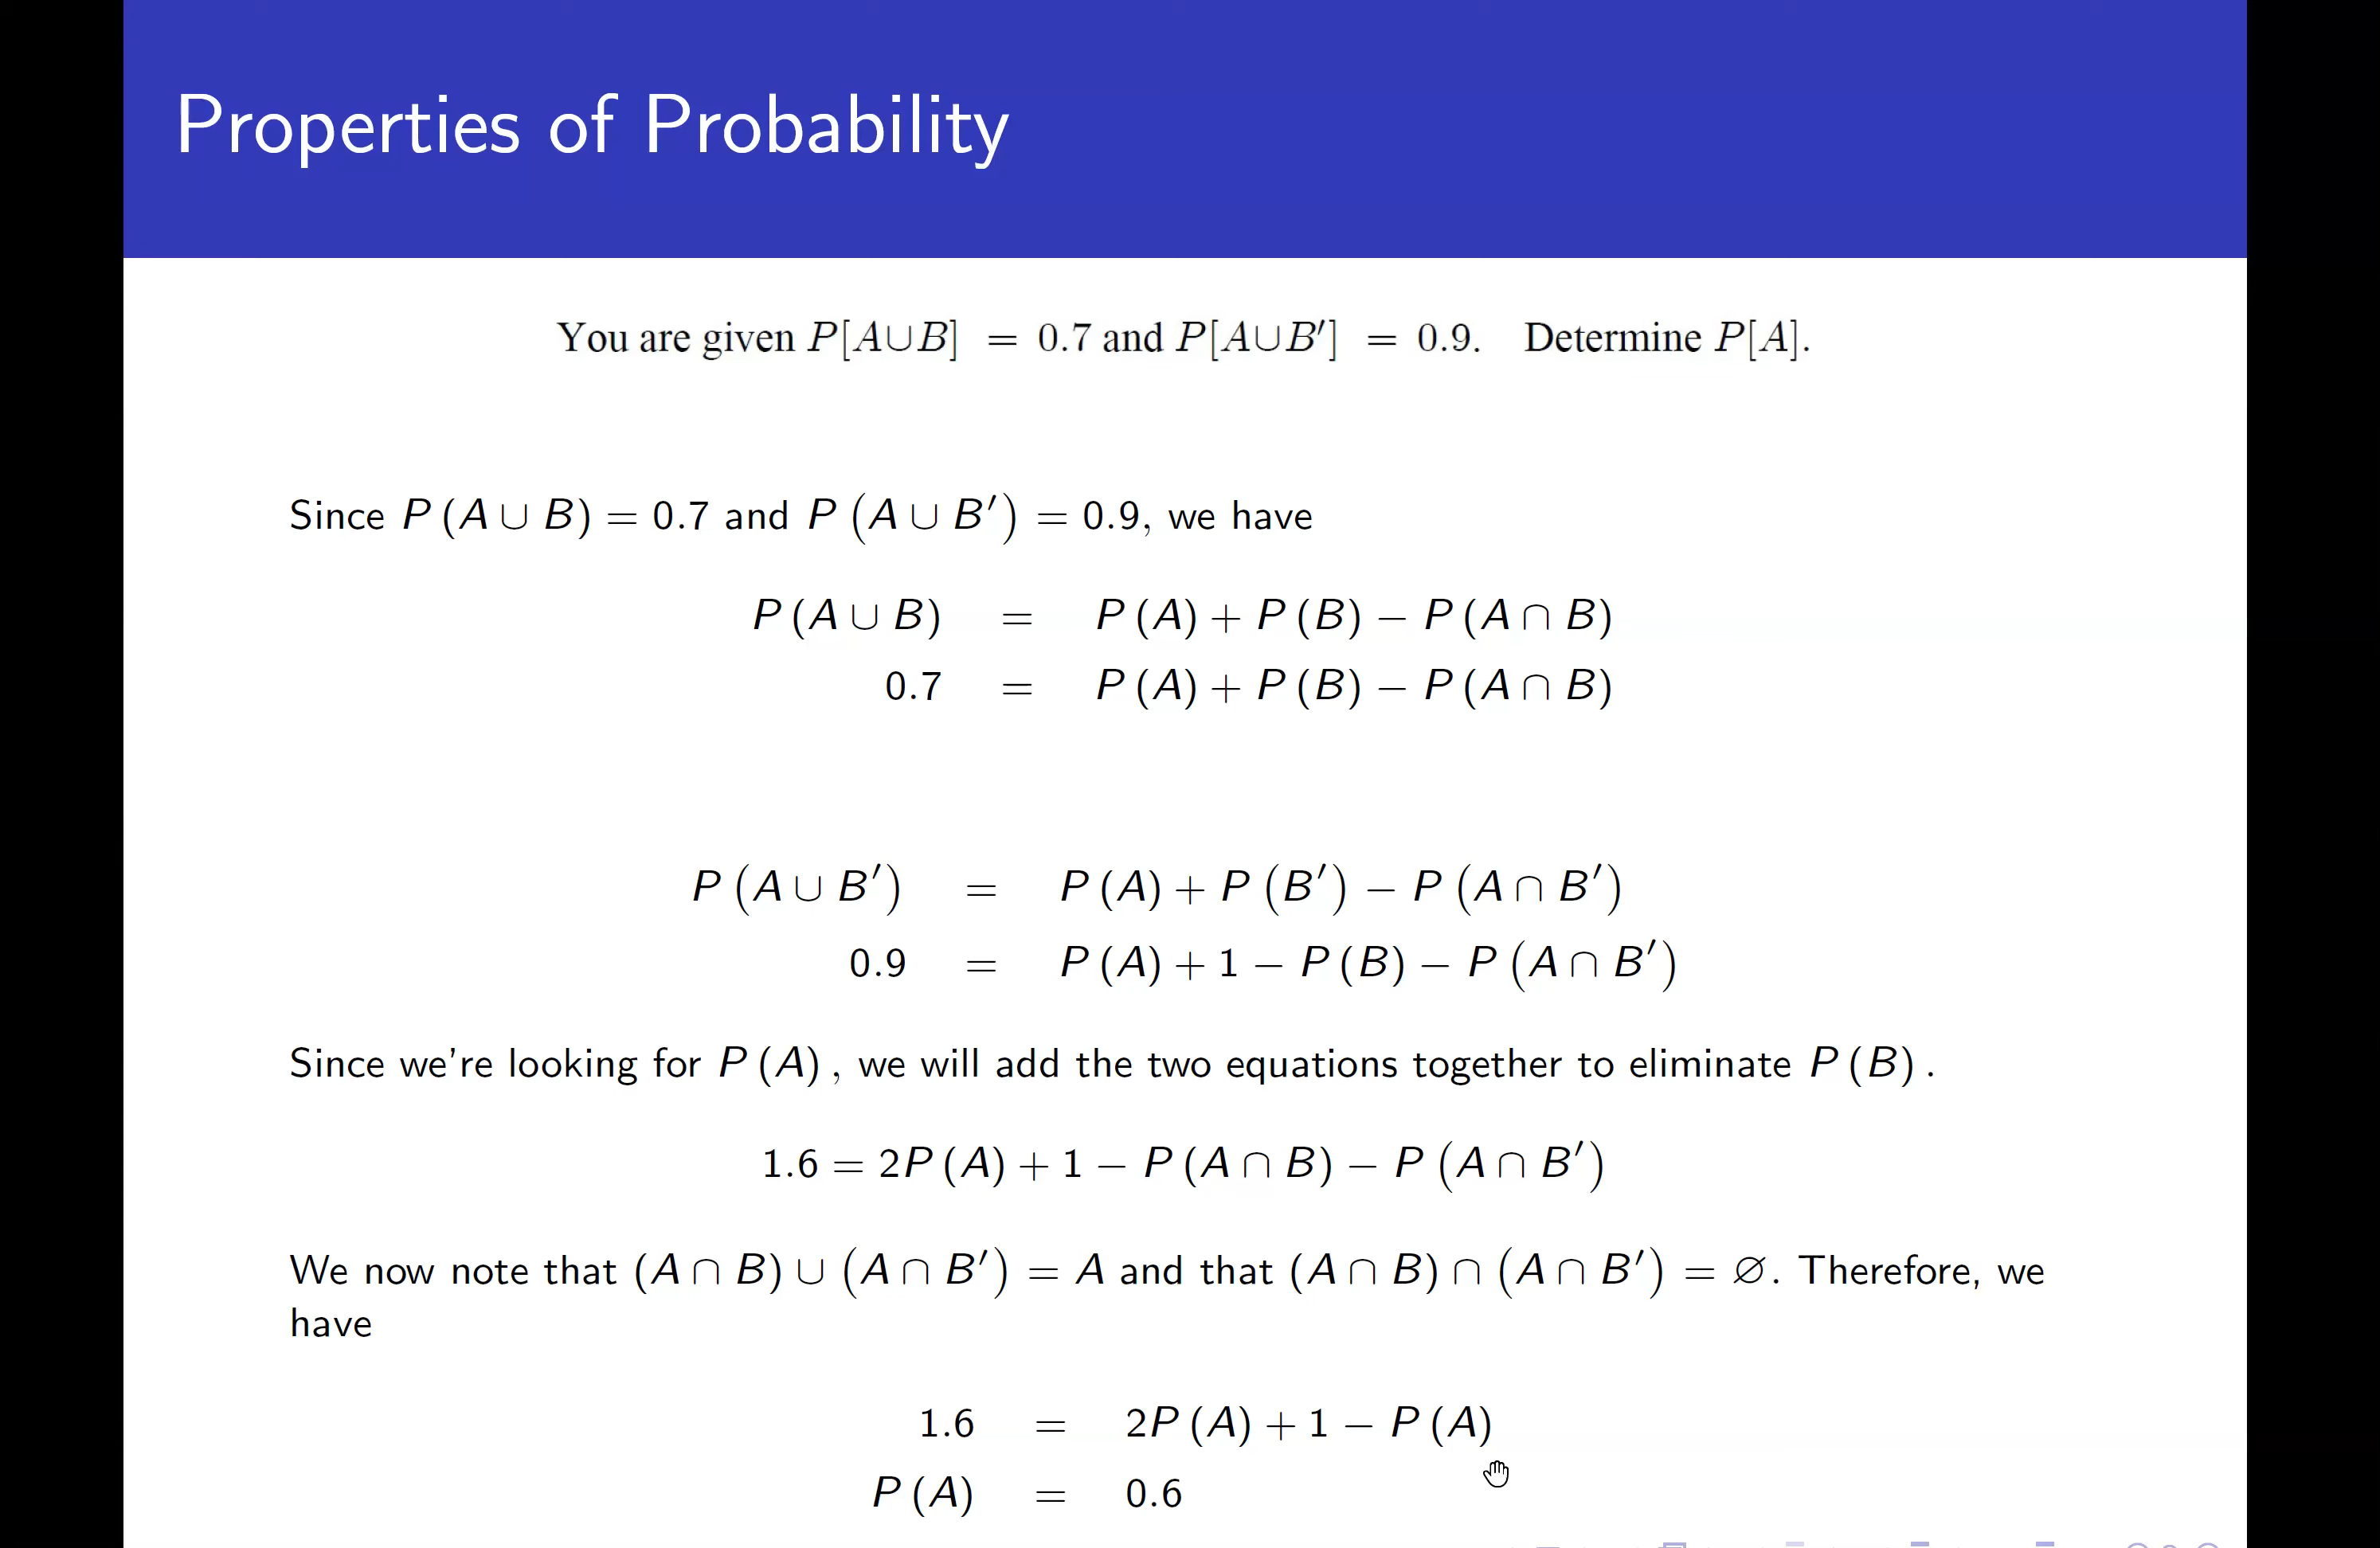 Properties of Probability
You are given P[A∪B] = 0.7 and P[A∪B′] = 0.9. Determine P[A].
Since P (A ∪ B) = 0.7 and P (A ∪ B′) = 0.9, we have
P (A ∪ B) = P (A) + P (B) − P (A ∩ B)
0.7 = P (A) + P (B) − P (A ∩ B)
P (A ∪ B′) = P (A) + P (B′) − P (A ∩ B′)
0.9 = P (A) + 1 − P (B) − P (A ∩ B′)
Since we're looking for P (A) , we will add the two equations together to eliminate P (B) .
1.6 = 2P (A) + 1 − P (A ∩ B) − P (A ∩ B′)
We now note that (A ∩ B) ∪ (A ∩ B′) = A and that (A ∩ B) ∩ (A ∩ B′) = ∅. Therefore, we
have
1.6 = 2P (A) + 1 − P (A)
P (A) = 0.6